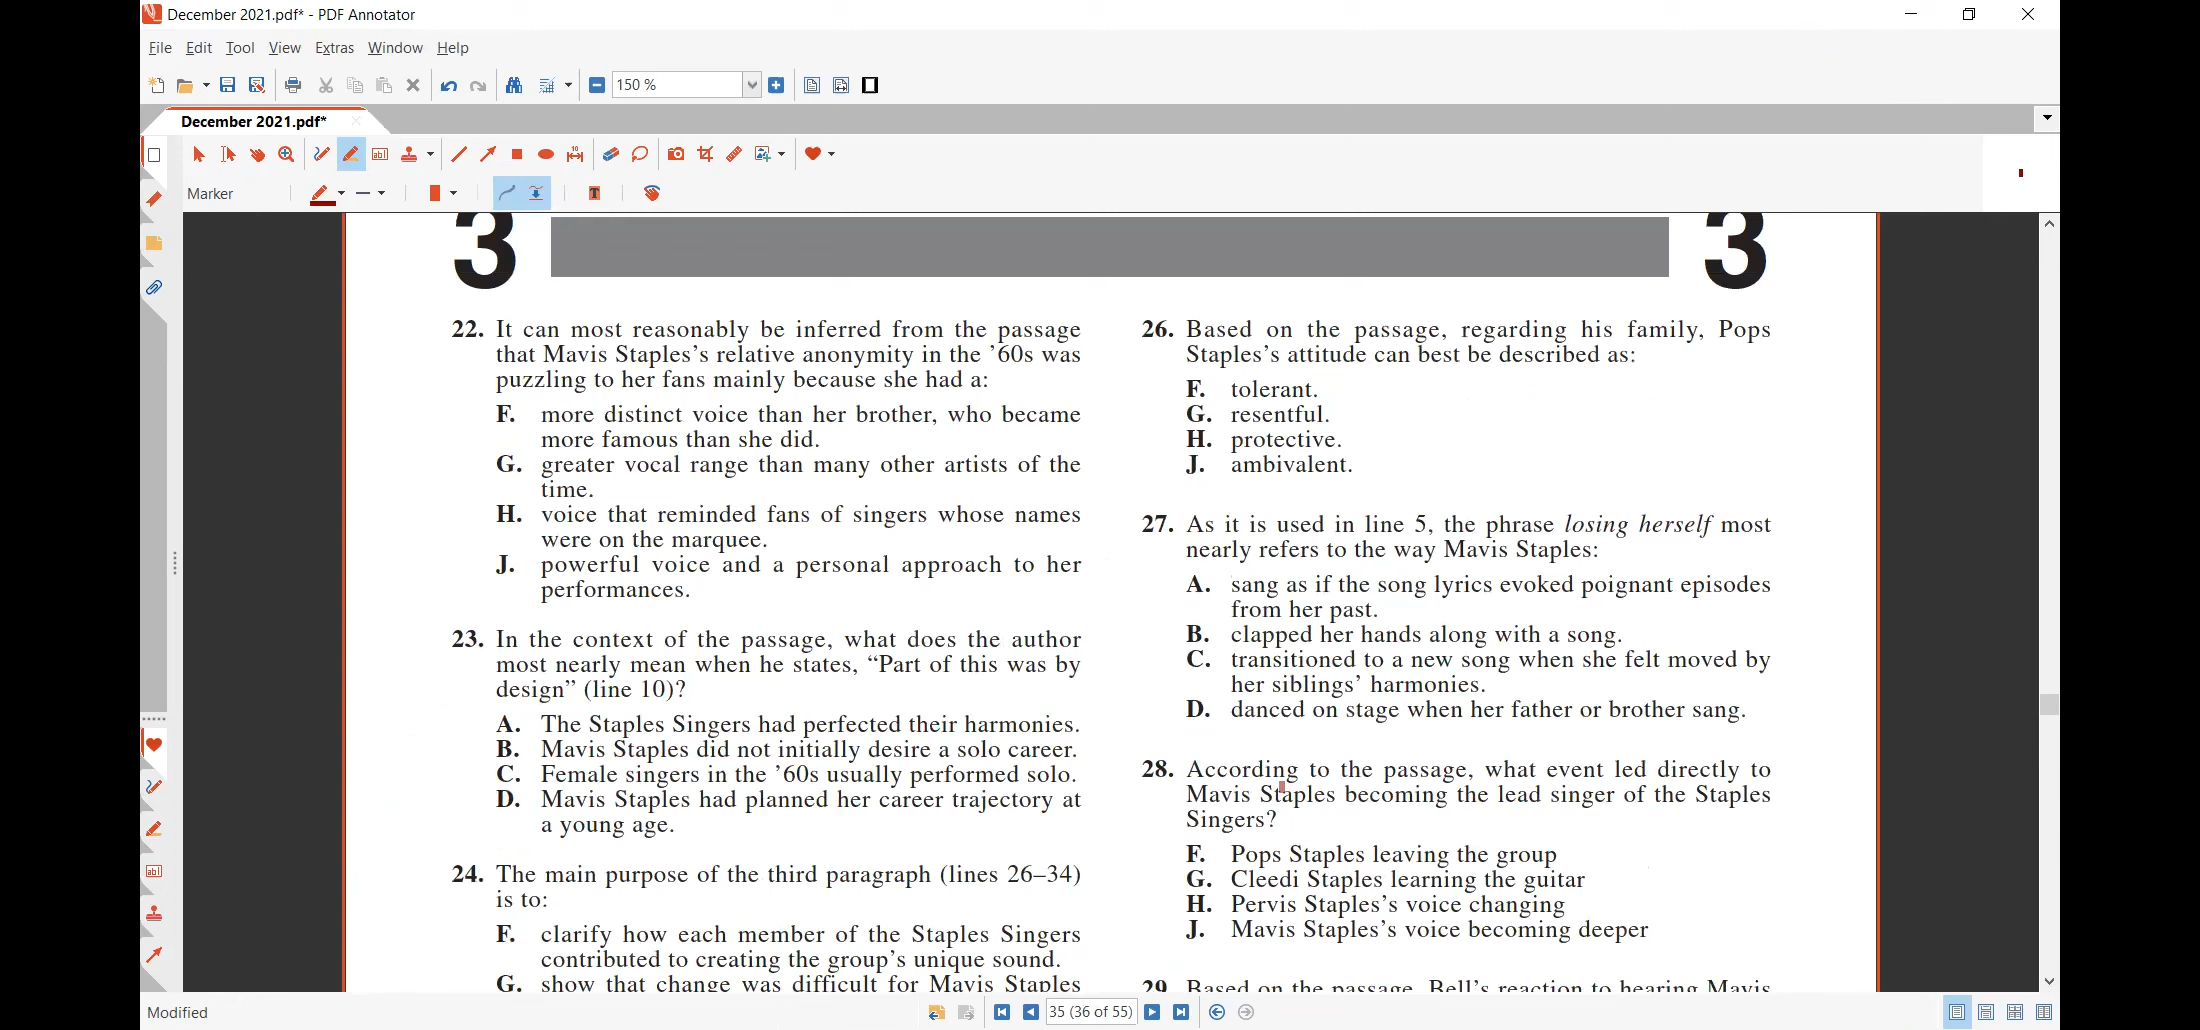 December 2021.pdf* - PDF Annotator
File Edit Tool View Extras Window Help
150 %
December 2021.pdf*
Marker
3 3
22. It can most reasonably be inferred from the passage
that Mavis Staples's relative anonymity in the ’60s was
puzzling to her fans mainly because she had a:
F. more distinct voice than her brother, who became
more famous than she did.
G. greater vocal range than many other artists of the
time.
H. voice that reminded fans of singers whose names
were on the marquee.
J. powerful voice and a personal approach to her
performances.
23. In the context of the passage, what does the author
most nearly mean when he states, “Part of this was by
design” (line 10)?
A. The Staples Singers had perfected their harmonies.
B. Mavis Staples did not initially desire a solo career.
C. Female singers in the ’60s usually performed solo.
D. Mavis Staples had planned her career trajectory at
a young age.
24. The main purpose of the third paragraph (lines 26–34)
is to:
F. clarify how each member of the Staples Singers
contributed to creating the group’s unique sound.
G. show that change was difficult for Mavis Staples
26. Based on the passage, regarding his family, Pops
Staples’s attitude can best be described as:
F. tolerant.
G. resentful.
H. protective.
J. ambivalent.
27. As it is used in line 5, the phrase losing herself most
nearly refers to the way Mavis Staples:
A. sang as if the song lyrics evoked poignant episodes
from her past.
B. clapped her hands along with a song.
C. transitioned to a new song when she felt moved by
her siblings’ harmonies.
D. danced on stage when her father or brother sang.
28. According to the passage, what event led directly to
Mavis Staples becoming the lead singer of the Staples
Singers?
F. Pops Staples leaving the group
G. Cleedi Staples learning the guitar
H. Pervis Staples’s voice changing
J. Mavis Staples’s voice becoming deeper
29. Based on the passage, Bell’s reaction to hearing Mavis
Modified
35 (36 of 55)